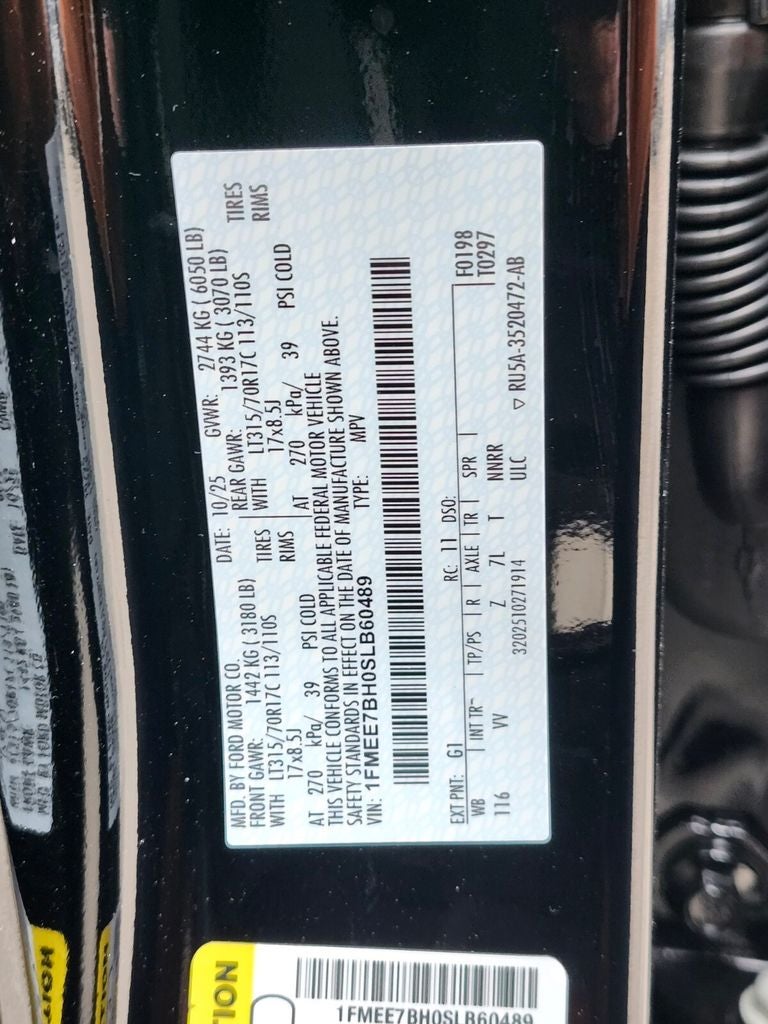 MFD. BY FORD MOTOR CO.
DATE: 10/25 GVWR: 2744 KG ( 6050 LB)
FRONT GAWR: 1442 KG ( 3180 LB)
REAR GAWR: 1393 KG ( 3070 LB)
WITH LT315/70R17C 113/110S TIRES
WITH LT315/70R17C 113/110S TIRES
17x8.5J RIMS
17x8.5J RIMS
AT 270 kPa/ 39 PSI COLD
AT 270 kPa/ 39 PSI COLD
THIS VEHICLE CONFORMS TO ALL APPLICABLE FEDERAL MOTOR VEHICLE
SAFETY STANDARDS IN EFFECT ON THE DATE OF MANUFACTURE SHOWN ABOVE.
VIN: 1FMEE7BH0SLB60489 TYPE: MPV
EXT PNT: G1 RC: 11 DSO: F0198
WB | INT TR~ | TP/PS | R | AXLE | TR | SPR | T0297
116 VV Z 7L T NNRR
3202510271914 ULC ▽ RU5A-3520472-AB
TION
1FMEE7BH0SLB60489